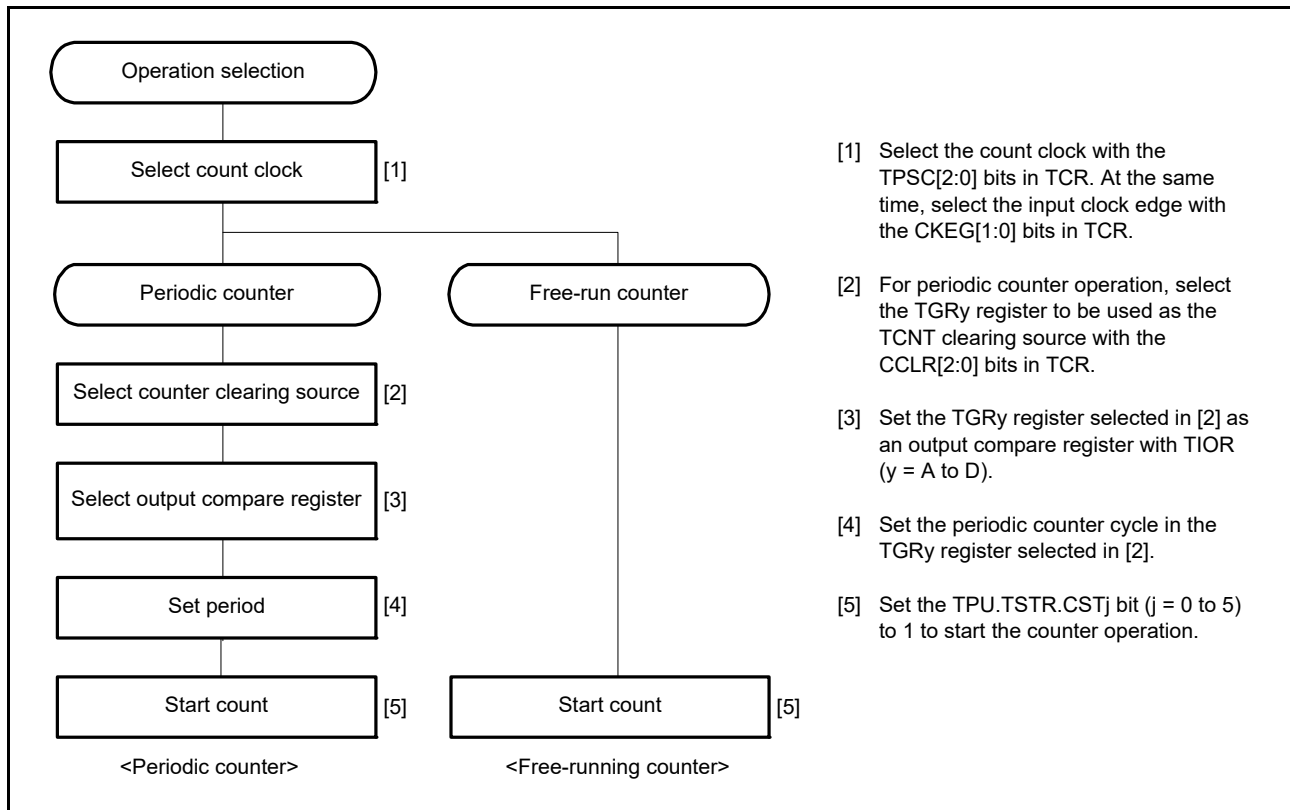 Operation selection
Select count clock
[1]
Periodic counter
Free-run counter
Select counter clearing source
[2]
Select output compare register
[3]
Set period
[4]
Start count
[5]
Start count
[5]
<Periodic counter>
<Free-running counter>
[1] Select the count clock with the
TPSC[2:0] bits in TCR. At the same
time, select the input clock edge with
the CKEG[1:0] bits in TCR.
[2] For periodic counter operation, select
the TGRy register to be used as the
TCNT clearing source with the
CCLR[2:0] bits in TCR.
[3] Set the TGRy register selected in [2] as
an output compare register with TIOR
(y = A to D).
[4] Set the periodic counter cycle in the
TGRy register selected in [2].
[5] Set the TPU.TSTR.CSTj bit (j = 0 to 5)
to 1 to start the counter operation.